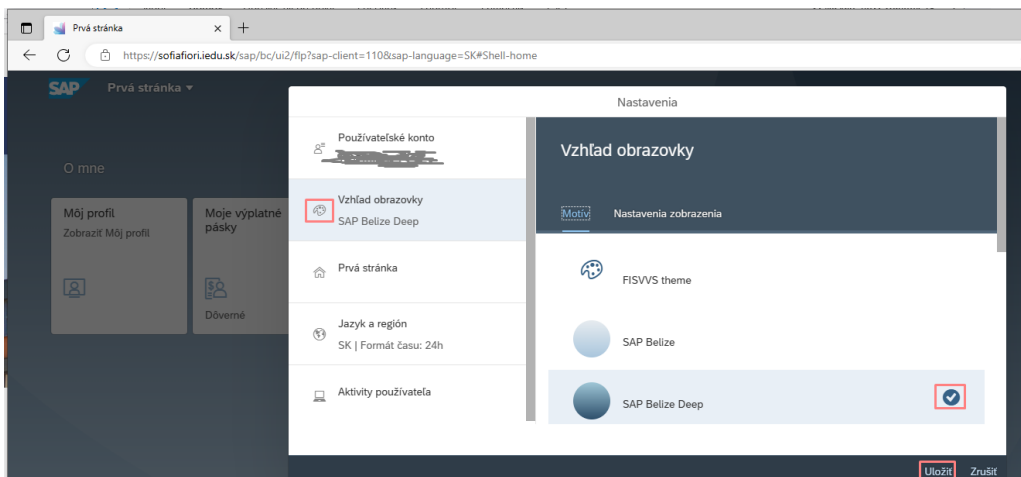 Prvá stránka
https://sofiafiori.iedu.sk/sap/bc/ui2/flp?sap-client=110&sap-language=SK#Shell-home
SAP Prvá stránka
Nastavenia
O mne
Môj profil
Zobraziť Môj profil
Moje výplatné
pásky
Dôverné
Používateľské konto
Vzhľad obrazovky
SAP Belize Deep
Prvá stránka
Jazyk a región
SK | Formát času: 24h
Aktivity používateľa
Vzhľad obrazovky
Motív Nastavenia zobrazenia
FISVVS theme
SAP Belize
SAP Belize Deep
Uložiť Zrušiť